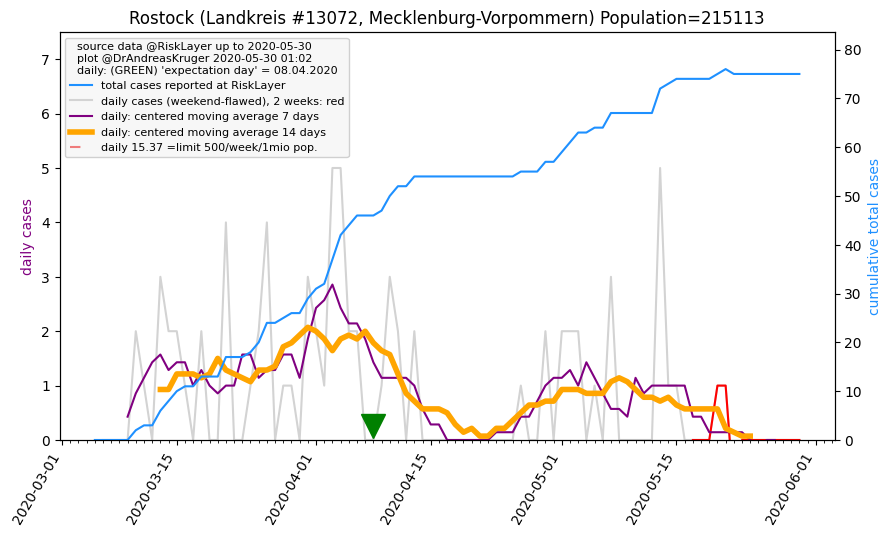 Rostock (Landkreis #13072, Mecklenburg-Vorpommern) Population=215113
source data @RiskLayer up to 2020-05-30
plot @DrAndreasKruger 2020-05-30 01:02
daily: (GREEN) 'expectation day' = 08.04.2020
total cases reported at RiskLayer
daily cases (weekend-flawed), 2 weeks: red
daily: centered moving average 7 days
daily: centered moving average 14 days
daily 15.37 =limit 500/week/1mio pop.
daily cases
7
6
5
4
3
2
1
0
cumulative total cases
80
70
60
50
40
30
20
10
0
2020-03-01
2020-03-15
2020-04-01
2020-04-15
2020-05-01
2020-05-15
2020-06-01